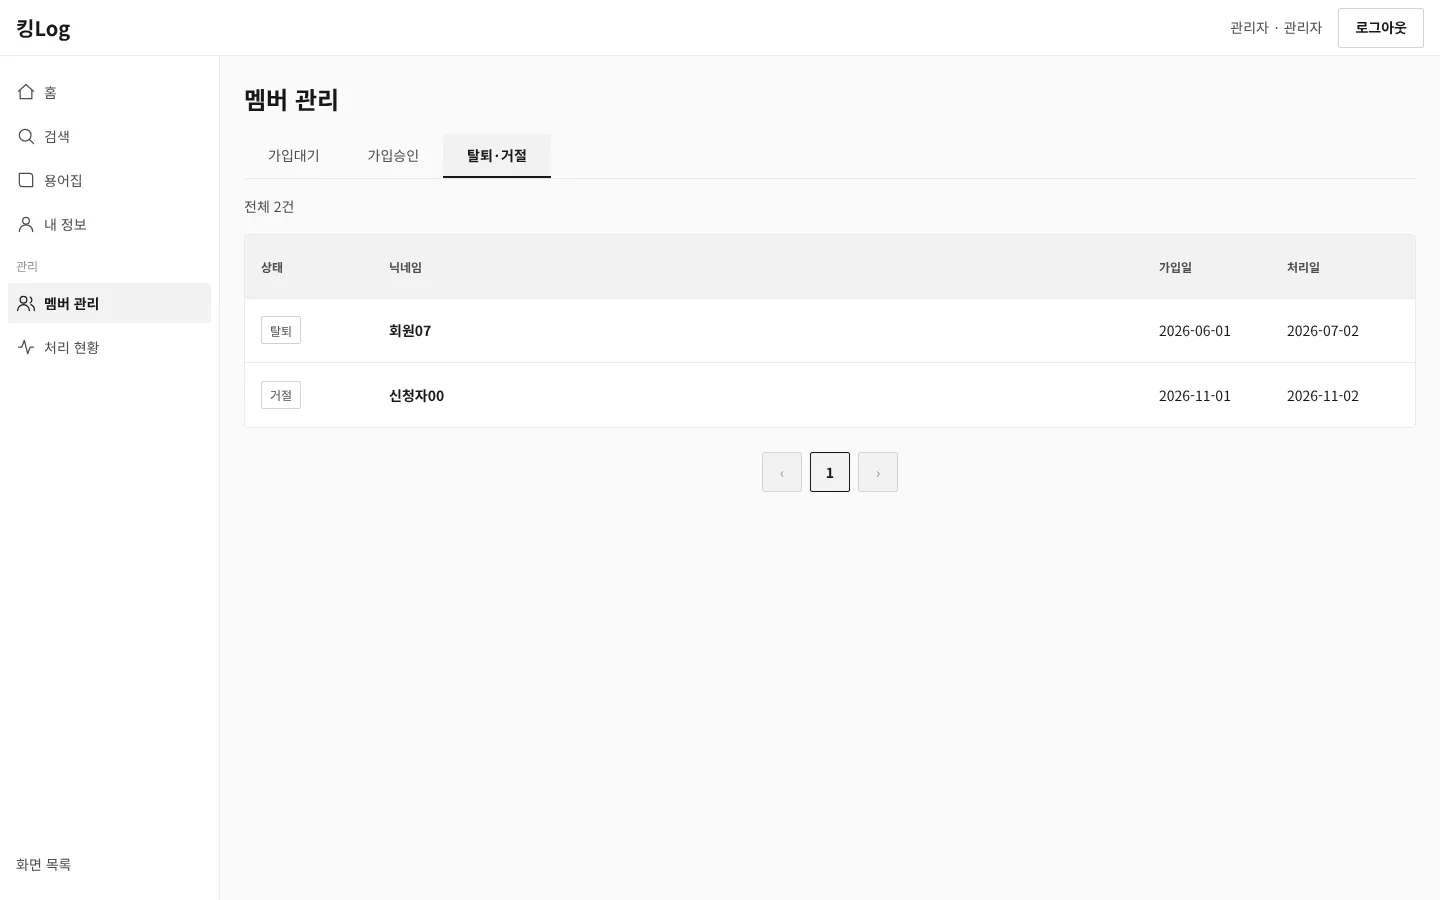 킹Log
관리자 · 관리자
로그아웃
홈
검색
용어집
내 정보
관리
멤버 관리
처리 현황
화면 목록
멤버 관리
가입대기 가입승인 탈퇴·거절
전체 2건
상태 닉네임 가입일 처리일
탈퇴 회원07 2026-06-01 2026-07-02
거절 신청자00 2026-11-01 2026-11-02
‹ 1 ›